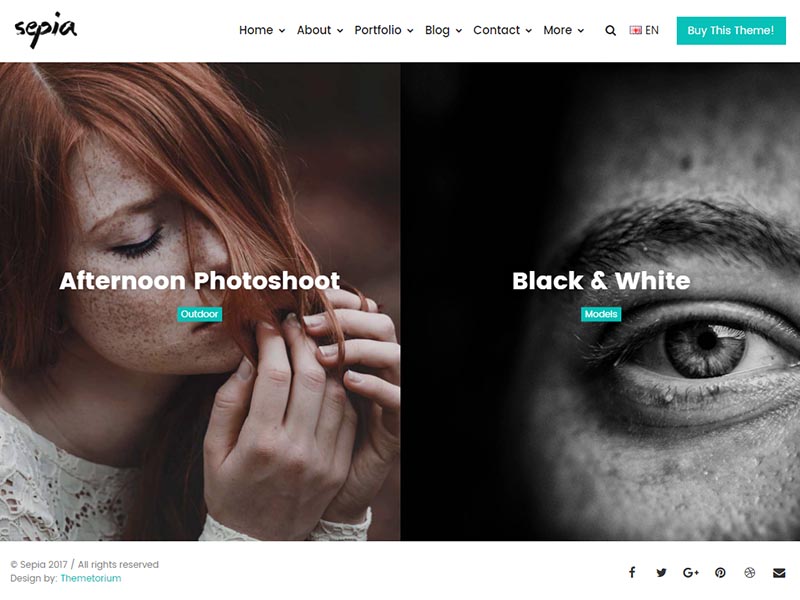 sepia
Home About Portfolio Blog Contact More EN Buy This Theme!
Afternoon Photoshoot
Outdoor
Black & White
Models
© Sepia 2017 / All rights reserved
Design by: Themetorium